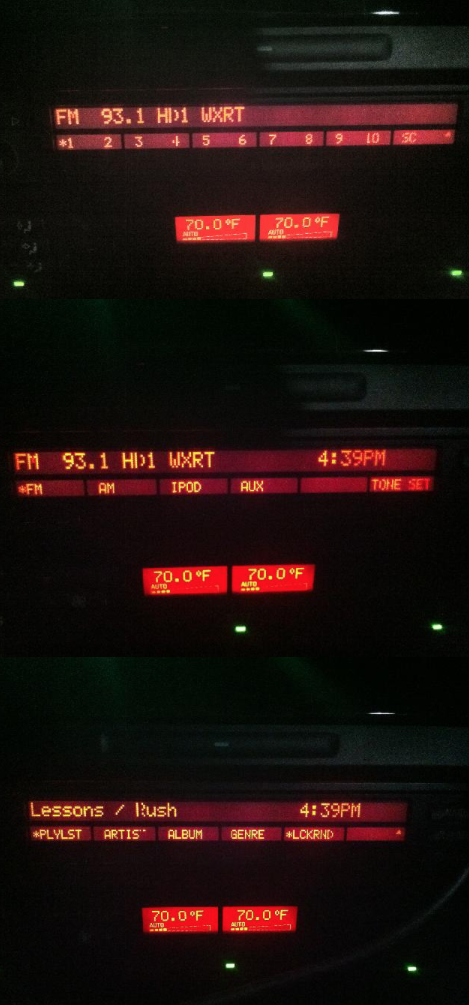 FM 93.1 HD1 WXRT
*1 2 3 4 5 6 7 8 9 10 SC
70.0°F 70.0°F
AUTO AUTO
FM 93.1 HD1 WXRT 4:39PM
*FM AM IPOD AUX TONE SET
70.0°F 70.0°F
AUTO AUTO
Lessons / Rush 4:39PM
*PLYLST ARTIST ALBUM GENRE *LCKRND
70.0°F 70.0°F
AUTO AUTO